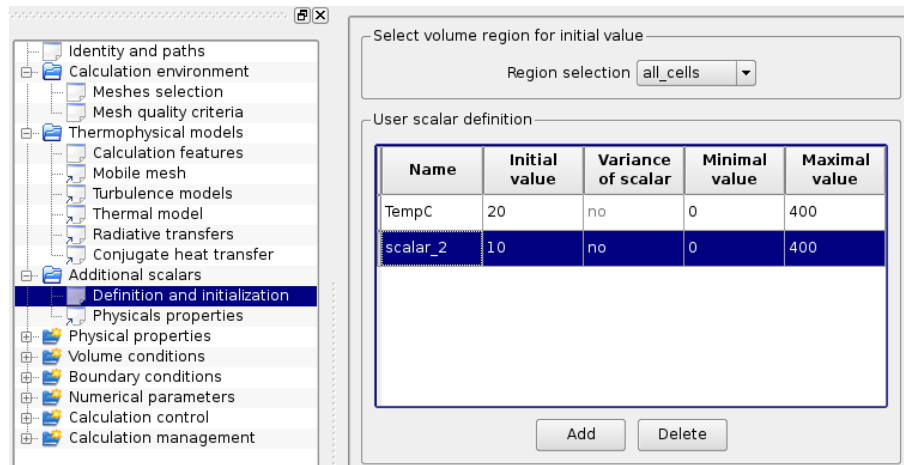 Identity and paths
Calculation environment
Meshes selection
Mesh quality criteria
Thermophysical models
Calculation features
Mobile mesh
Turbulence models
Thermal model
Radiative transfers
Conjugate heat transfer
Additional scalars
Definition and initialization
Physicals properties
Physical properties
Volume conditions
Boundary conditions
Numerical parameters
Calculation control
Calculation management
Select volume region for initial value
Region selection all_cells
User scalar definition
Name Initial value Variance of scalar Minimal value Maximal value
TempC 20 no 0 400
scalar_2 10 no 0 400
Add Delete